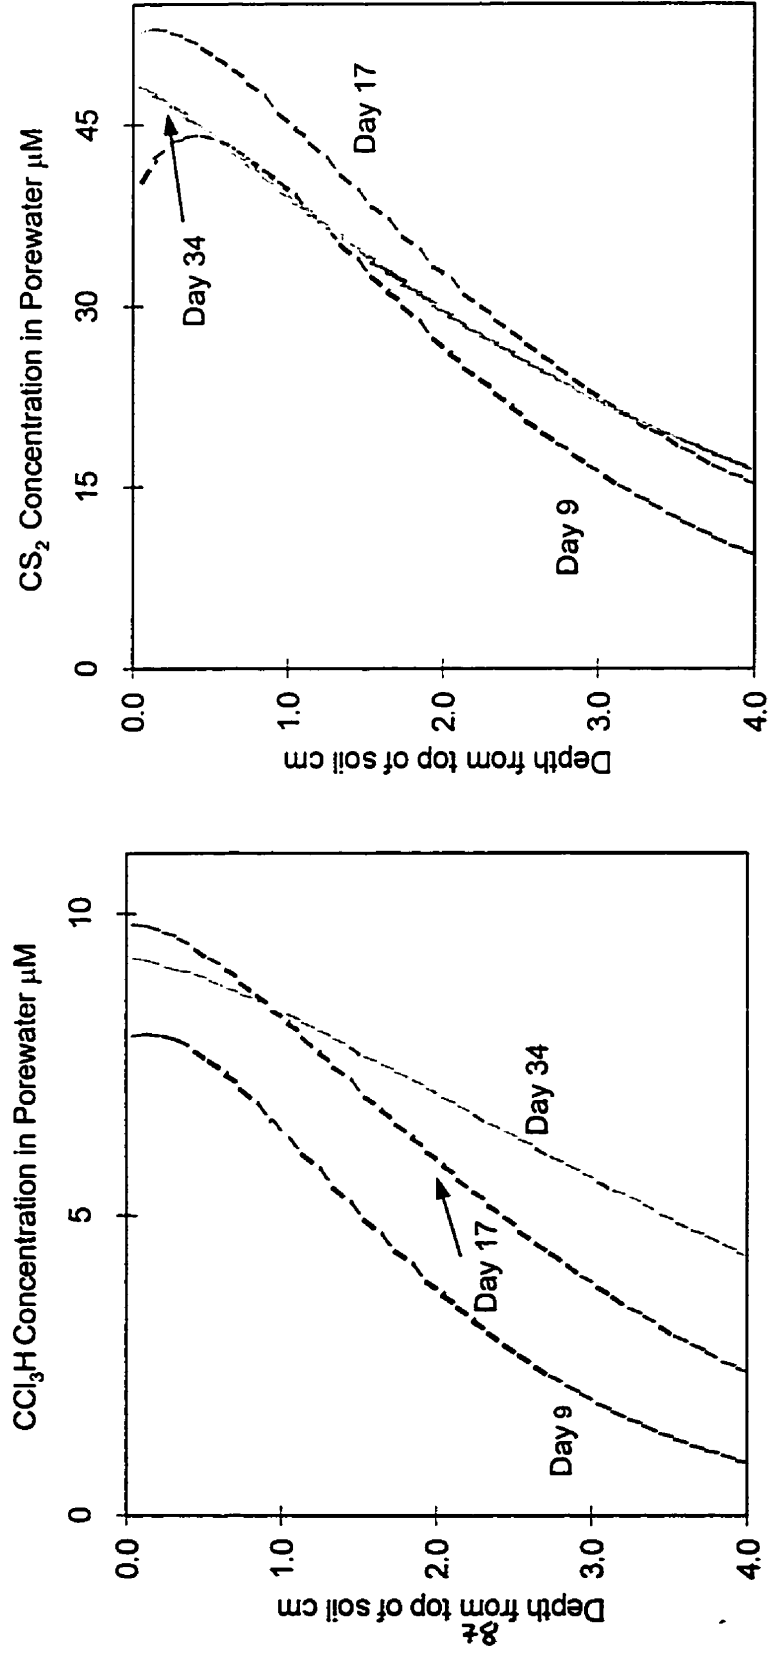 CCl₃H Concentration in Porewater μM
0
5
10
0.0
1.0
2.0
3.0
4.0
Depth from top of soil cm
Day 9
Day 17
Day 34
CS₂ Concentration in Porewater μM
0
15
30
45
0.0
1.0
2.0
3.0
4.0
Depth from top of soil cm
Day 34
Day 17
Day 9